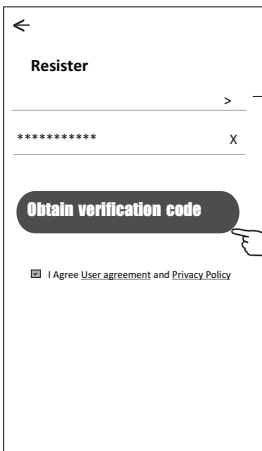 Resister
>
*********** X
Obtain verification code
I Agree User agreement and Privacy Policy